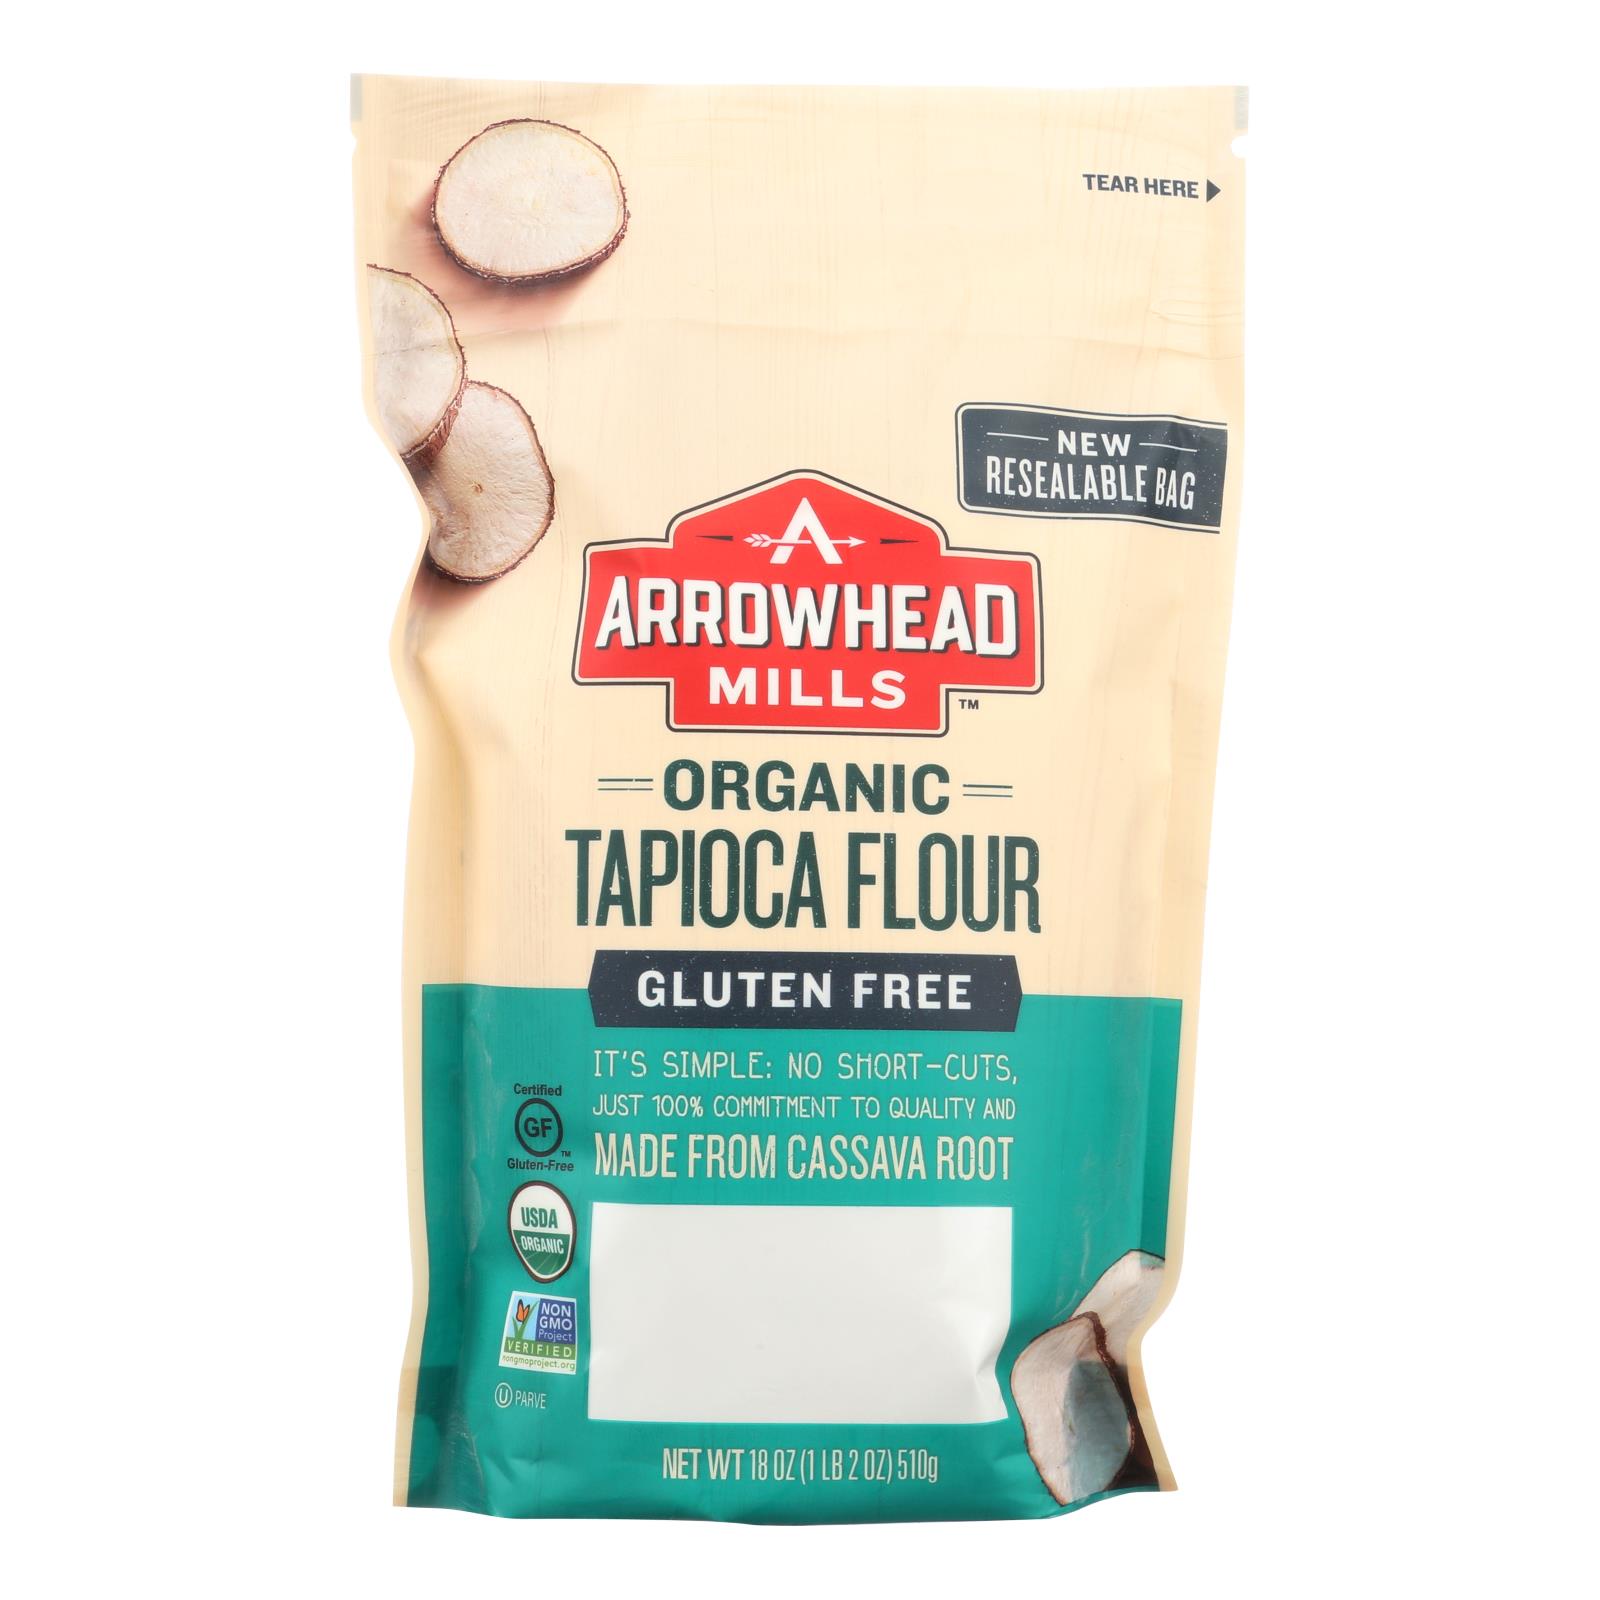 TEAR HERE
NEW
RESEALABLE BAG
A
ARROWHEAD
MILLS
TM
ORGANIC
TAPIOCA FLOUR
GLUTEN FREE
IT'S SIMPLE: NO SHORT-CUTS,
JUST 100% COMMITMENT TO QUALITY AND
MADE FROM CASSAVA ROOT
Certified
GF
TM
Gluten-Free
USDA
ORGANIC
NON
GMO
Project
VERIFIED
nongmoproject.org
U PARVE
NET WT 18 OZ (1 LB 2 OZ) 510g